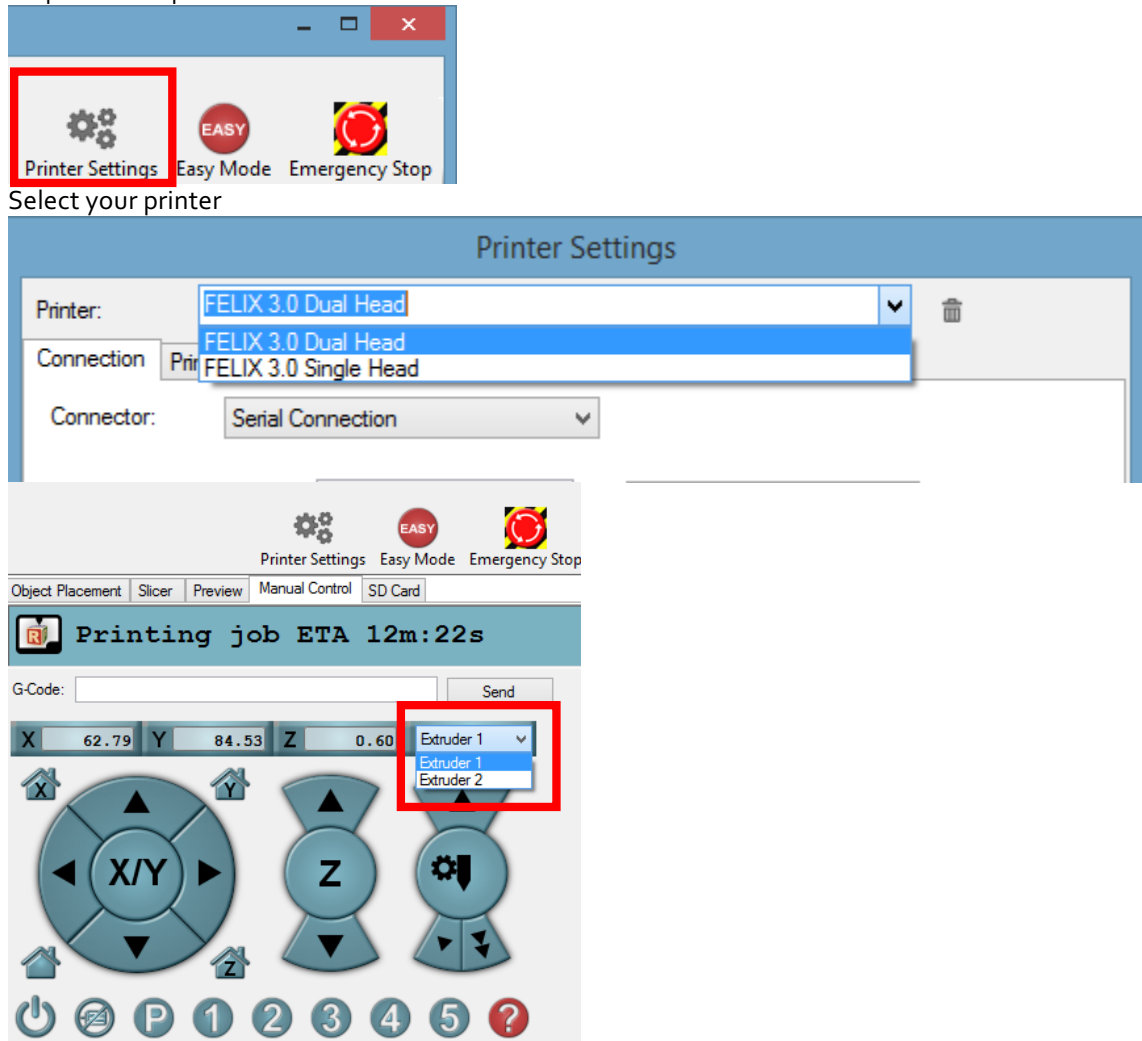 EASY
Printer Settings Easy Mode Emergency Stop
Select your printer
Printer Settings
Printer: FELIX 3.0 Dual Head
FELIX 3.0 Dual Head
Connection
FELIX 3.0 Single Head
Connector: Serial Connection
EASY
Printer Settings Easy Mode Emergency Stop
Object Placement Slicer Preview Manual Control SD Card
R Printing job ETA 12m:22s
G-Code: Send
X 62.79 Y 84.53 Z 0.60 Extruder 1
Extruder 1
Extruder 2
X Y
X/Y Z
Z
P 1 2 3 4 5 ?